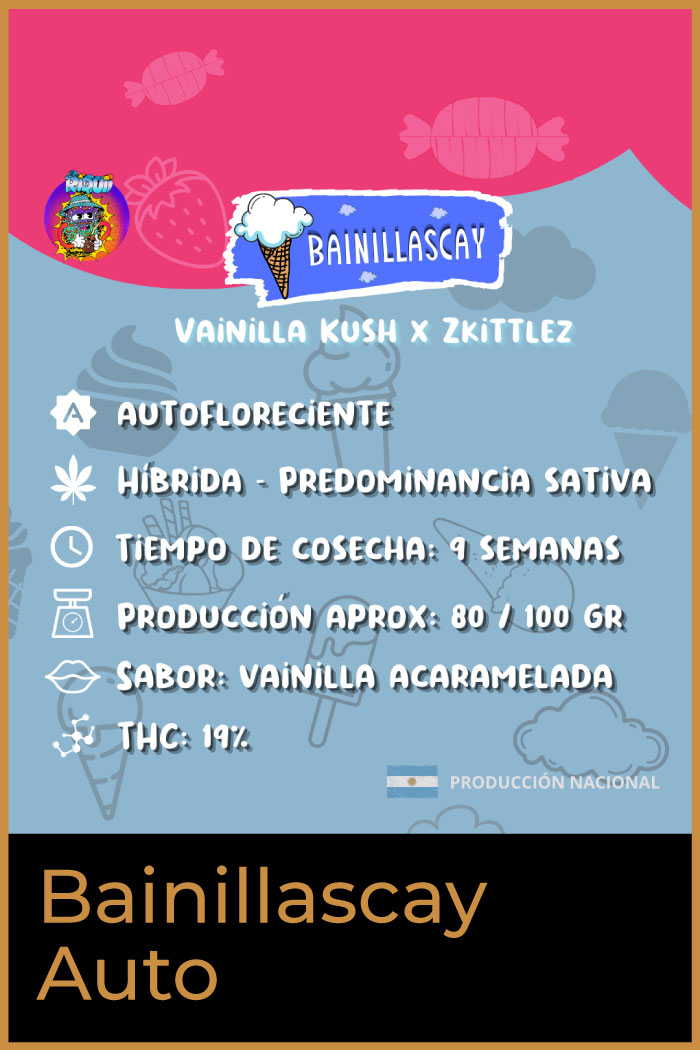 RIQUI
BAINILLASCAY
VAINILLA KUSH X ZKITTLEZ
A
AUTOFLORECIENTE
HÍBRIDA - PREDOMINANCIA SATIVA
TIEMPO DE COSECHA: 9 SEMANAS
PRODUCCIÓN APROX: 80 / 100 GR
SABOR: VAINILLA ACARAMELADA
THC: 19%
PRODUCCIÓN NACIONAL
Bainillascay
Auto